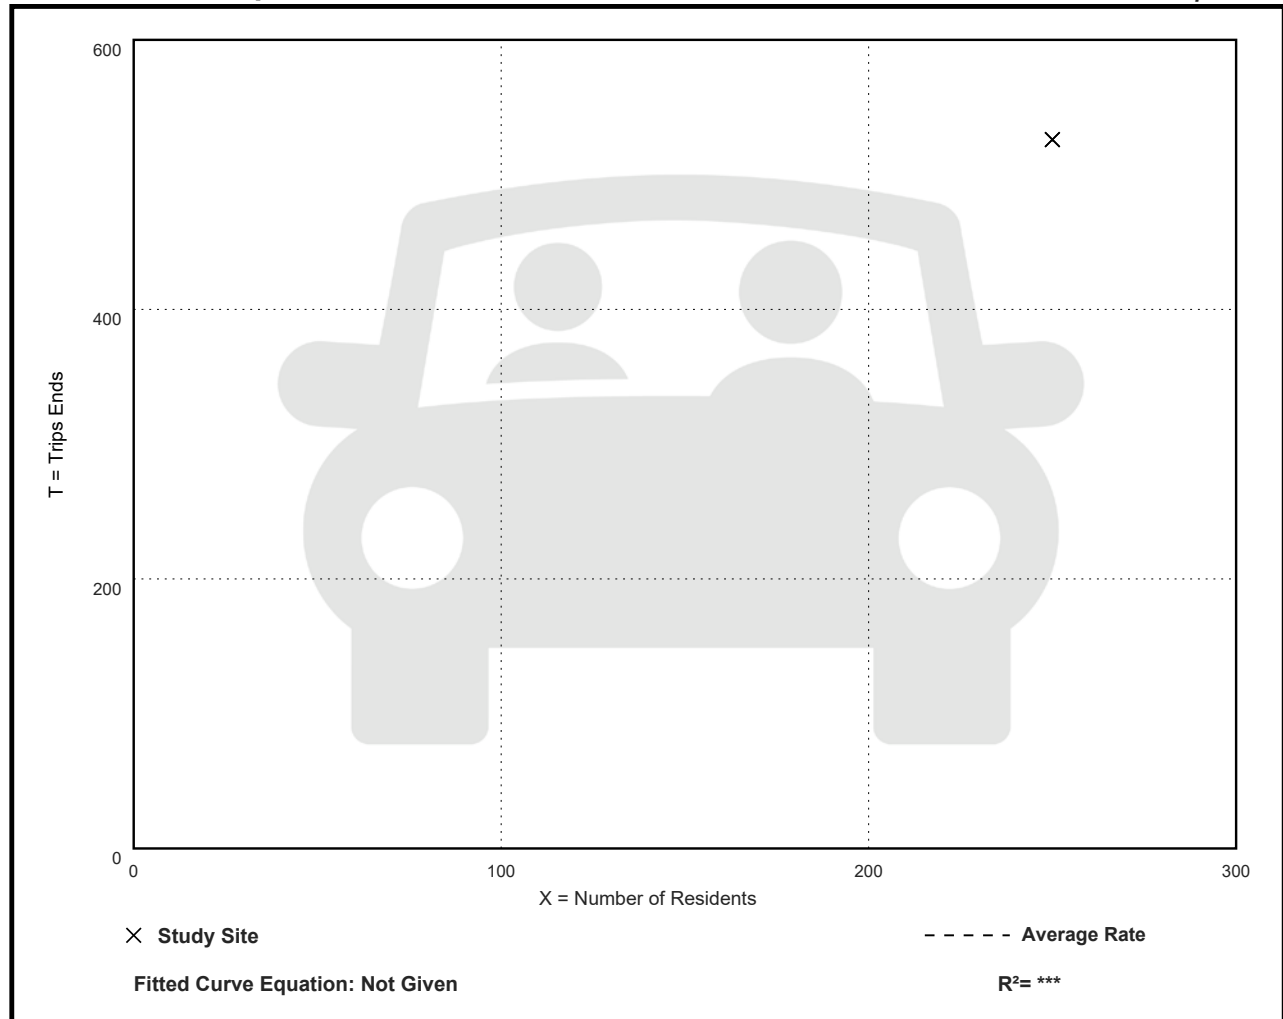 600
400
200
0
T = Trips Ends
0 100 200 300
X = Number of Residents
Study Site
Average Rate
Fitted Curve Equation: Not Given
R²= ***